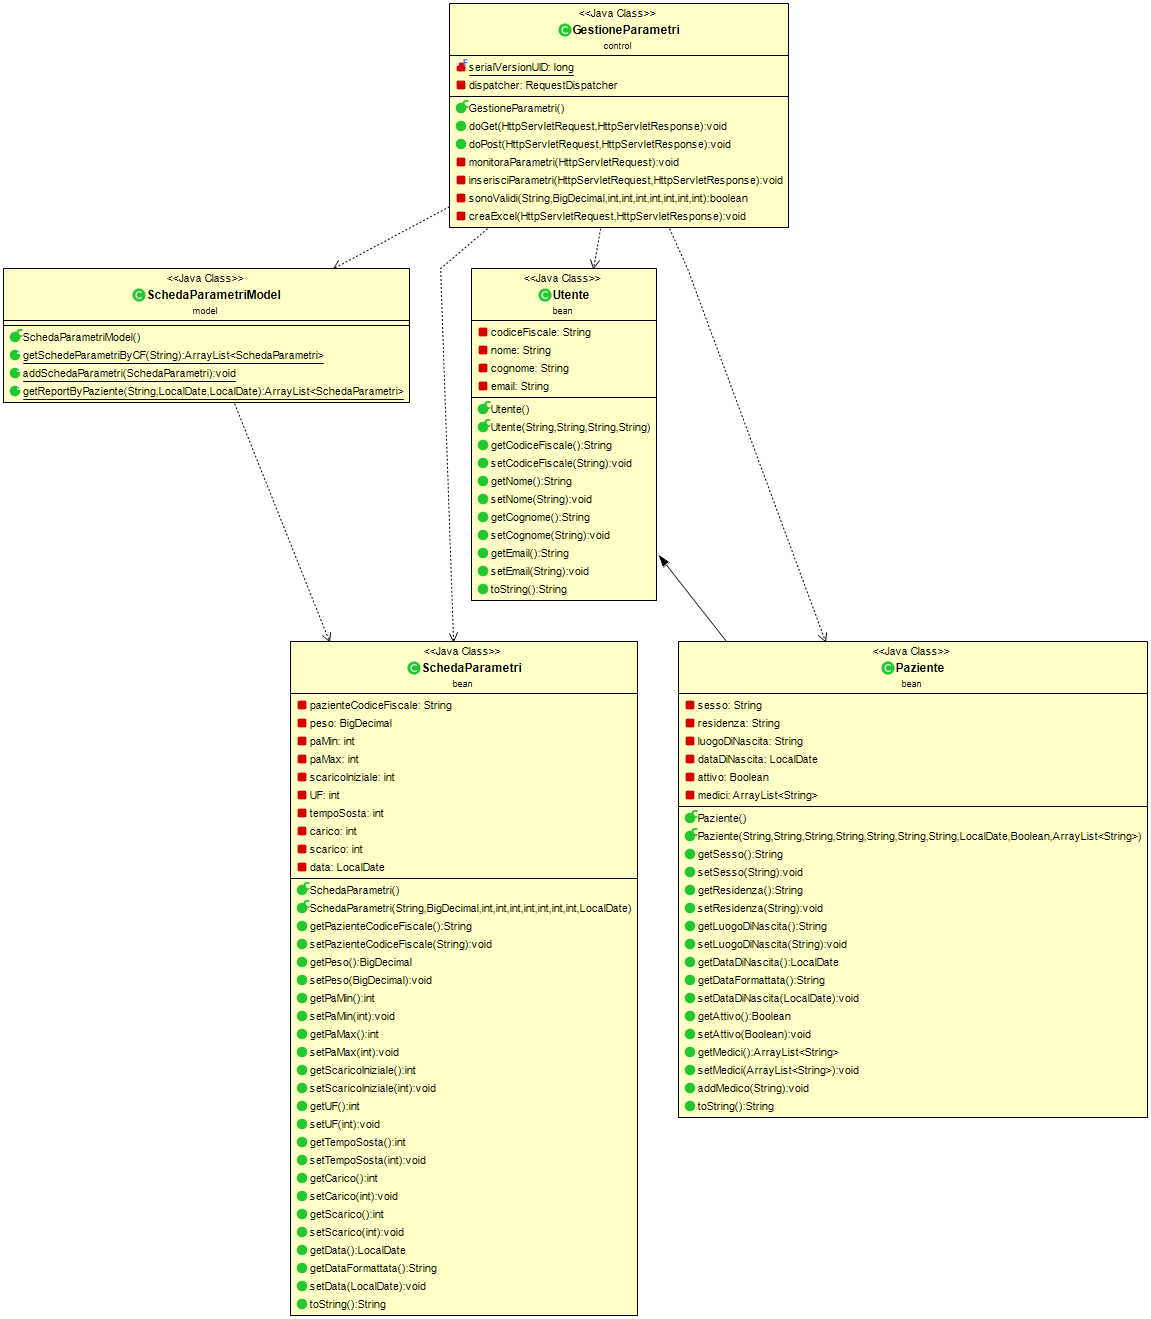 <<Java Class>>
GestioneParametri
control
serialVersionUID: long
dispatcher: RequestDispatcher
GestioneParametri()
doGet(HttpServletRequest,HttpServletResponse):void
doPost(HttpServletRequest,HttpServletResponse):void
monitoraParametri(HttpServletRequest):void
inserisciParametri(HttpServletRequest,HttpServletResponse):void
sonoValidi(String,BigDecimal,int,int,int,int,int,int,int):boolean
creaExcel(HttpServletRequest,HttpServletResponse):void
<<Java Class>>
SchedaParametriModel
model
SchedaParametriModel()
getSchedeParametriByCF(String):ArrayList<SchedaParametri>
addSchedaParametri(SchedaParametri):void
getReportByPaziente(String,LocalDate,LocalDate):ArrayList<SchedaParametri>
<<Java Class>>
Utente
bean
codiceFiscale: String
nome: String
cognome: String
email: String
Utente()
Utente(String,String,String,String)
getCodiceFiscale():String
setCodiceFiscale(String):void
getNome():String
setNome(String):void
getCognome():String
setCognome(String):void
getEmail():String
setEmail(String):void
toString():String
<<Java Class>>
SchedaParametri
bean
pazienteCodiceFiscale: String
peso: BigDecimal
paMin: int
paMax: int
scaricoIniziale: int
UF: int
tempoSosta: int
carico: int
scarico: int
data: LocalDate
SchedaParametri()
SchedaParametri(String,BigDecimal,int,int,int,int,int,int,int,LocalDate)
getPazienteCodiceFiscale():String
setPazienteCodiceFiscale(String):void
getPeso():BigDecimal
setPeso(BigDecimal):void
getPaMin():int
setPaMin(int):void
getPaMax():int
setPaMax(int):void
getScaricoIniziale():int
setScaricoIniziale(int):void
getUF():int
setUF(int):void
getTempoSosta():int
setTempoSosta(int):void
getCarico():int
setCarico(int):void
getScarico():int
setScarico(int):void
getData():LocalDate
getDataFormattata():String
setData(LocalDate):void
toString():String
<<Java Class>>
Paziente
bean
sesso: String
residenza: String
luogoDiNascita: String
dataDiNascita: LocalDate
attivo: Boolean
medici: ArrayList<String>
Paziente()
Paziente(String,String,String,String,String,String,String,LocalDate,Boolean,ArrayList<String>)
getSesso():String
setSesso(String):void
getResidenza():String
setResidenza(String):void
getLuogoDiNascita():String
setLuogoDiNascita(String):void
getDataDiNascita():LocalDate
getDataFormattata():String
setDataDiNascita(LocalDate):void
getAttivo():Boolean
setAttivo(Boolean):void
getMedici():ArrayList<String>
setMedici(ArrayList<String>):void
addMedico(String):void
toString():String